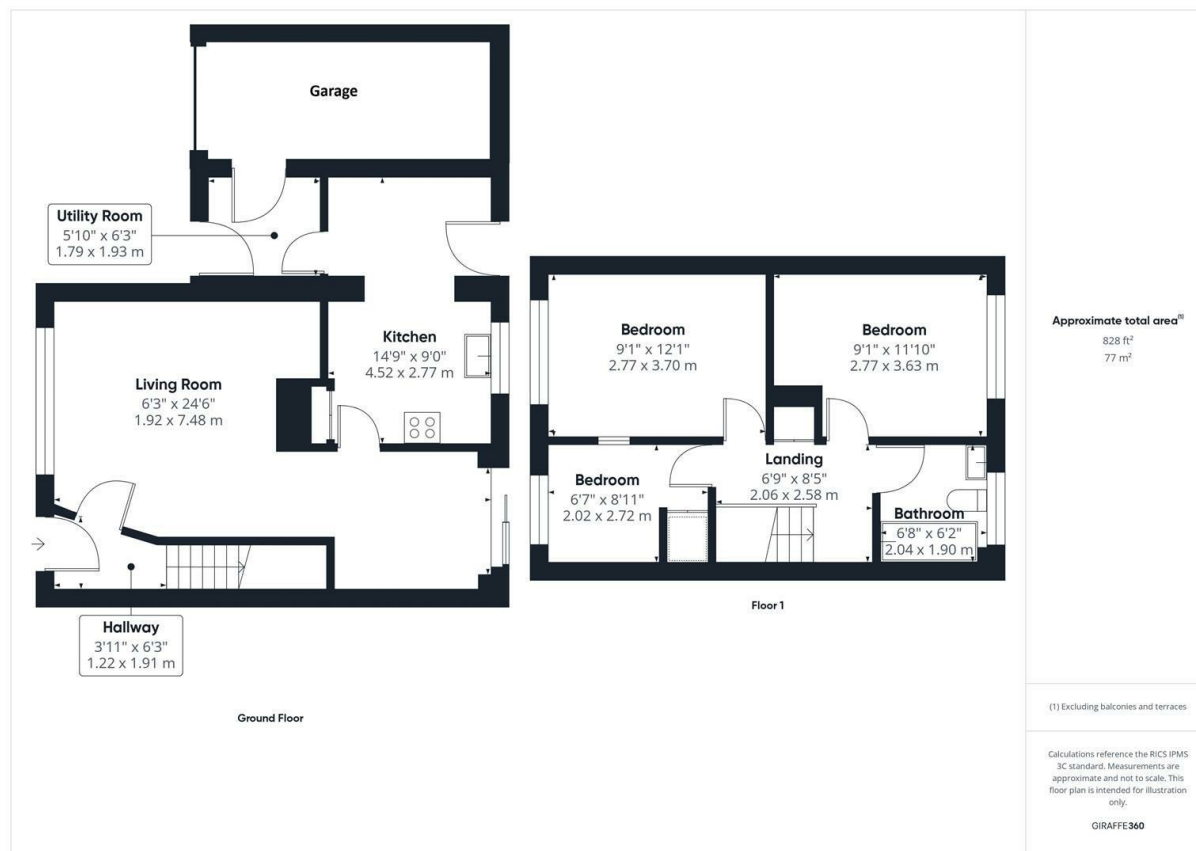 Garage
Utility Room
5'10" x 6'3"
1.79 x 1.93 m
Kitchen
14'9" x 9'0"
4.52 x 2.77 m
Living Room
6'3" x 24'6"
1.92 x 7.48 m
Hallway
3'11" x 6'3"
1.22 x 1.91 m
Ground Floor
Bedroom
9'1" x 12'1"
2.77 x 3.70 m
Bedroom
9'1" x 11'10"
2.77 x 3.63 m
Bedroom
6'7" x 8'11"
2.02 x 2.72 m
Landing
6'9" x 8'5"
2.06 x 2.58 m
Bathroom
6'8" x 6'2"
2.04 x 1.90 m
Floor 1
Approximate total area(1)
828 ft²
77 m²
(1) Excluding balconies and terraces
Calculations reference the RICS IPMS
3C standard. Measurements are
approximate and not to scale. This
floor plan is intended for illustration
only.
GIRAFFE360